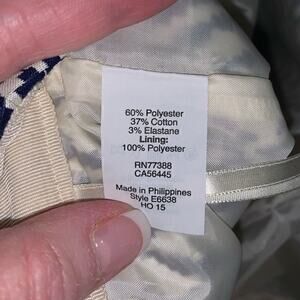 60% Polyester
37% Cotton
3% Elastane
Lining:
100% Polyester
RN77388
CA56445
Made in Philippines
Style E6638
HO 15